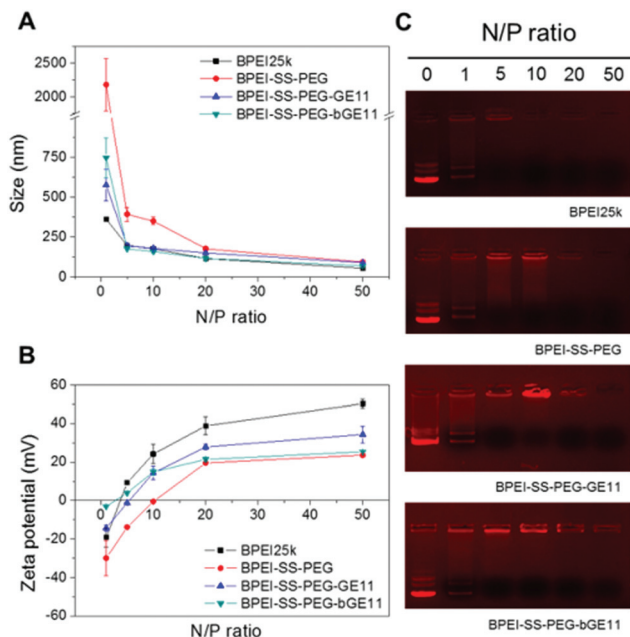 A
2500
2250
2000
750
500
250
0
Size (nm)
BPEI25k
BPEI-SS-PEG
BPEI-SS-PEG-GE11
BPEI-SS-PEG-bGE11
0 10 20 30 40 50
N/P ratio
B
60
40
20
0
-20
-40
-60
Zeta potential (mV)
0 10 20 30 40 50
BPEI25k
BPEI-SS-PEG
BPEI-SS-PEG-GE11
BPEI-SS-PEG-bGE11
N/P ratio
C
N/P ratio
0 1 5 10 20 50
BPEI25k
BPEI-SS-PEG
BPEI-SS-PEG-GE11
BPEI-SS-PEG-bGE11